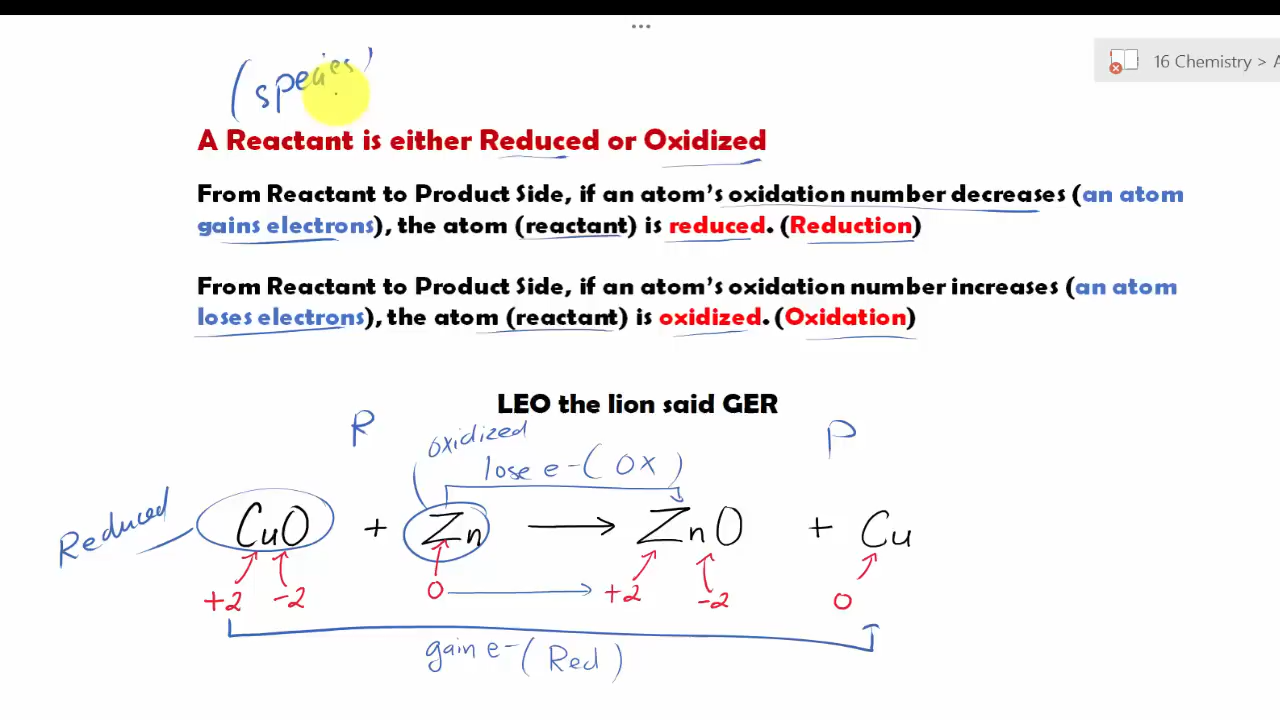 ...
16 Chemistry > A
(species)
A Reactant is either Reduced or Oxidized
From Reactant to Product Side, if an atom's oxidation number decreases (an atom
gains electrons), the atom (reactant) is reduced. (Reduction)
From Reactant to Product Side, if an atom's oxidation number increases (an atom
loses electrons), the atom (reactant) is oxidized. (Oxidation)
LEO the lion said GER
R oxidized P
lose e- (OX)
Reduced CuO + Zn → ZnO + Cu
+2 -2 0 +2 -2 0
gain e- (Red)